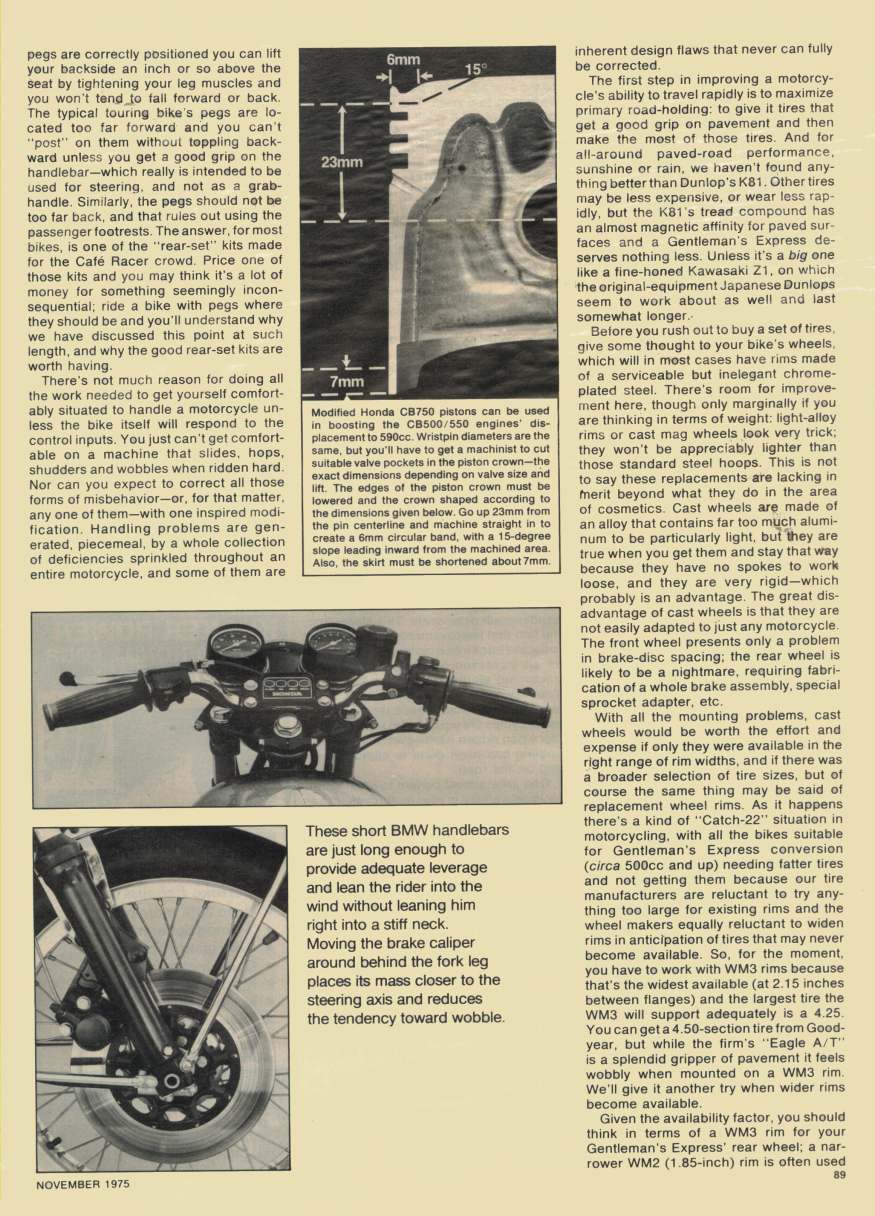 pegs are correctly positioned you can lift
your backside an inch or so above the
seat by tightening your leg muscles and
you won't tend to fall forward or back.
The typical touring bike's pegs are lo-
cated too far forward and you can't
"post" on them without toppling back-
ward unless you get a good grip on the
handlebar—which really is intended to be
used for steering, and not as a grab-
handle. Similarly, the pegs should not be
too far back, and that rules out using the
passenger footrests. The answer, for most
bikes, is one of the "rear-set" kits made
for the Café Racer crowd. Price one of
those kits and you may think it's a lot of
money for something seemingly incon-
sequential; ride a bike with pegs where
they should be and you'll understand why
we have discussed this point at such
length, and why the good rear-set kits are
worth having.
There's not much reason for doing all
the work needed to get yourself comfort-
ably situated to handle a motorcycle un-
less the bike itself will respond to the
control inputs. You just can't get comfort-
able on a machine that slides, hops,
shudders and wobbles when ridden hard.
Nor can you expect to correct all those
forms of misbehavior—or, for that matter,
any one of them—with one inspired modi-
fication. Handling problems are gen-
erated, piecemeal, by a whole collection
of deficiencies sprinkled throughout an
entire motorcycle, and some of them are
6mm
15°
23mm
7mm
Modified Honda CB750 pistons can be used
in boosting the CB500/550 engines' dis-
placement to 590cc. Wristpin diameters are the
same, but you'll have to get a machinist to cut
suitable valve pockets in the piston crown—the
exact dimensions depending on valve size and
lift. The edges of the piston crown must be
lowered and the crown shaped according to
the dimensions given below. Go up 23mm from
the pin centerline and machine straight in to
create a 6mm circular band, with a 15-degree
slope leading inward from the machined area.
Also, the skirt must be shortened about 7mm.
HONDA
These short BMW handlebars
are just long enough to
provide adequate leverage
and lean the rider into the
wind without leaning him
right into a stiff neck.
Moving the brake caliper
around behind the fork leg
places its mass closer to the
steering axis and reduces
the tendency toward wobble.
inherent design flaws that never can fully
be corrected.
The first step in improving a motorcy-
cle's ability to travel rapidly is to maximize
primary road-holding: to give it tires that
get a good grip on pavement and then
make the most of those tires. And for
all-around paved-road performance,
sunshine or rain, we haven't found any-
thing better than Dunlop's K81. Other tires
may be less expensive, or wear less rap-
idly, but the K81's tread compound has
an almost magnetic affinity for paved sur-
faces and a Gentleman's Express de-
serves nothing less. Unless it's a big one
like a fine-honed Kawasaki Z1, on which
the original-equipment Japanese Dunlops
seem to work about as well and last
somewhat longer.
Before you rush out to buy a set of tires,
give some thought to your bike's wheels,
which will in most cases have rims made
of a serviceable but inelegant chrome-
plated steel. There's room for improve-
ment here, though only marginally if you
are thinking in terms of weight: light-alloy
rims or cast mag wheels look very trick;
they won't be appreciably lighter than
those standard steel hoops. This is not
to say these replacements are lacking in
merit beyond what they do in the area
of cosmetics. Cast wheels are made of
an alloy that contains far too much alumi-
num to be particularly light, but they are
true when you get them and stay that way
because they have no spokes to work
loose, and they are very rigid—which
probably is an advantage. The great dis-
advantage of cast wheels is that they are
not easily adapted to just any motorcycle.
The front wheel presents only a problem
in brake-disc spacing; the rear wheel is
likely to be a nightmare, requiring fabri-
cation of a whole brake assembly, special
sprocket adapter, etc.
With all the mounting problems, cast
wheels would be worth the effort and
expense if only they were available in the
right range of rim widths, and if there was
a broader selection of tire sizes, but of
course the same thing may be said of
replacement wheel rims. As it happens
there's a kind of "Catch-22" situation in
motorcycling, with all the bikes suitable
for Gentleman's Express conversion
(circa 500cc and up) needing fatter tires
and not getting them because our tire
manufacturers are reluctant to try any-
thing too large for existing rims and the
wheel makers equally reluctant to widen
rims in anticipation of tires that may never
become available. So, for the moment,
you have to work with WM3 rims because
that's the widest available (at 2.15 inches
between flanges) and the largest tire the
WM3 will support adequately is a 4.25.
You can get a 4.50-section tire from Good-
year, but while the firm's "Eagle A/T"
is a splendid gripper of pavement it feels
wobbly when mounted on a WM3 rim.
We'll give it another try when wider rims
become available.
Given the availability factor, you should
think in terms of a WM3 rim for your
Gentleman's Express' rear wheel; a nar-
rower WM2 (1.85-inch) rim is often used
NOVEMBER 1975
89